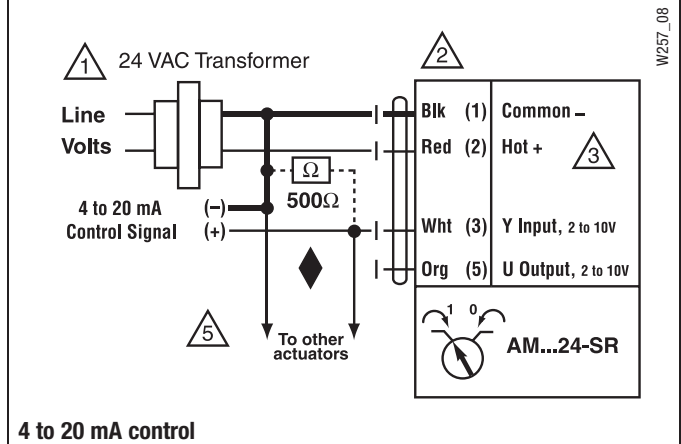 W257_08
1 24 VAC Transformer
2
Line
Volts
Blk (1) Common –
Red (2) Hot +
3
Ω
500Ω
4 to 20 mA (–)
Control Signal (+)
Wht (3) Y Input, 2 to 10V
Org (5) U Output, 2 to 10V
5
To other
actuators
1 0
AM...24-SR
4 to 20 mA control